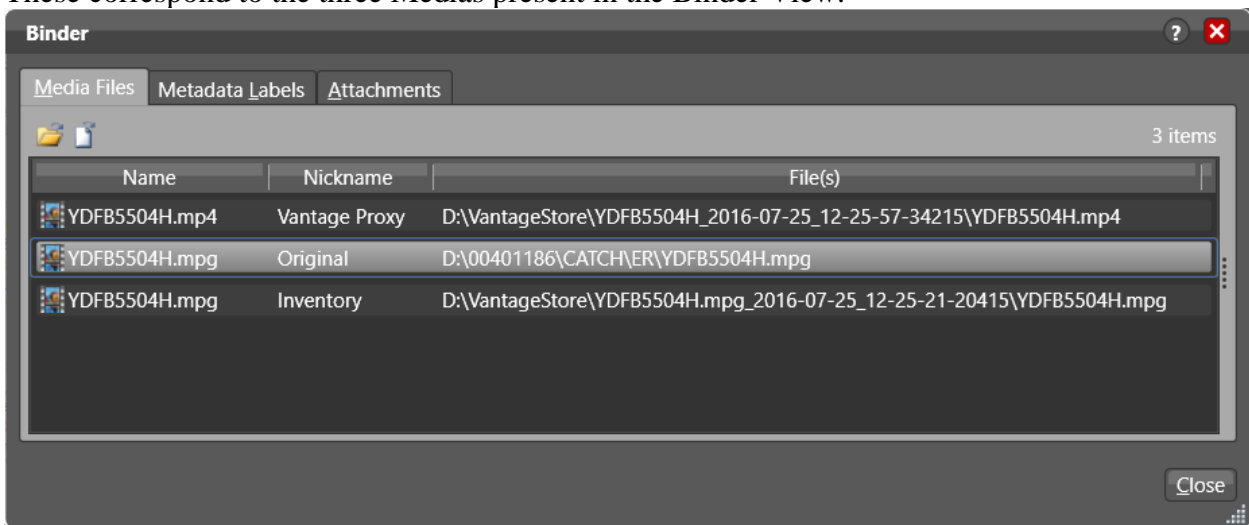 These correspond to the three Medias present in the Binder View:
Binder
?
Media Files Metadata Labels Attachments
3 items
Name Nickname File(s)
YDFB5504H.mp4 Vantage Proxy D:\VantageStore\YDFB5504H_2016-07-25_12-25-57-34215\YDFB5504H.mp4
YDFB5504H.mpg Original D:\00401186\CATCH\ER\YDFB5504H.mpg
YDFB5504H.mpg Inventory D:\VantageStore\YDFB5504H.mpg_2016-07-25_12-25-21-20415\YDFB5504H.mpg
Close